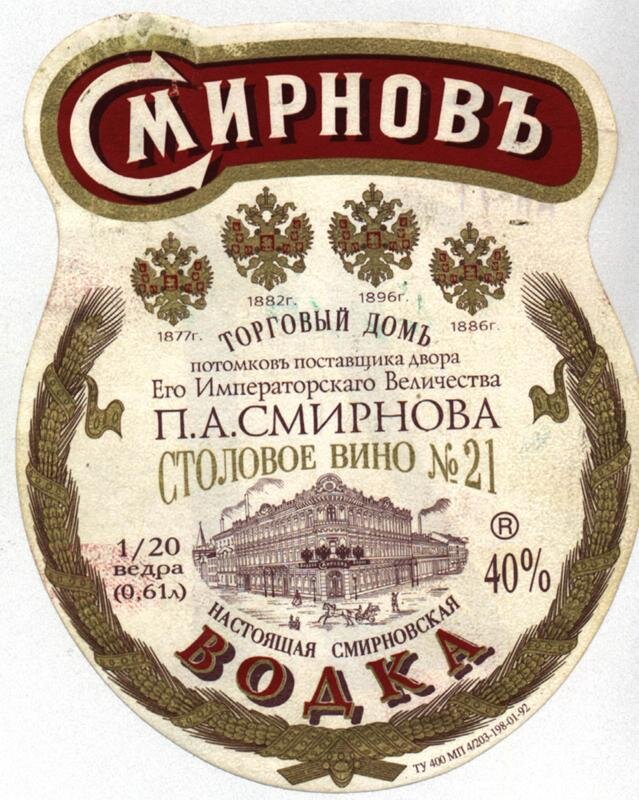 СМИРНОВЪ
1877г.
1882г.
1896г.
1886г.
ТОРГОВЫЙ ДОМЪ
ПОТОМКОВЪ ПОСТАВЩИКА ДВОРА
ЕГО ИМПЕРАТОРСКАГО ВЕЛИЧЕСТВА
П.А.СМИРНОВА
СТОЛОВОЕ ВИНО №21
1/20
ведра
(0,61л)
®
40%
НАСТОЯЩАЯ СМИРНОВСКАЯ
ВОДКА
ТУ 400 МП 4/203-198-01-92